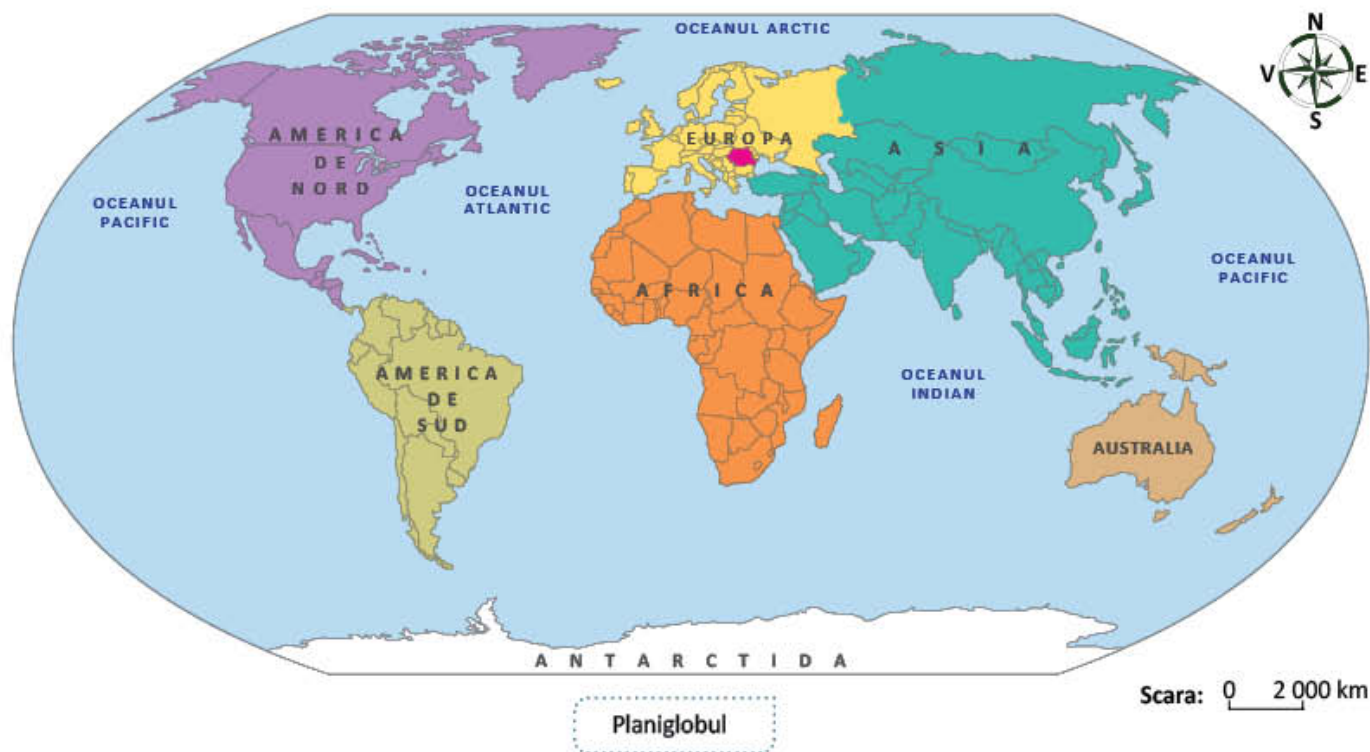 OCEANUL ARCTIC
N
V
E
S
AMERICA
DE
NORD
EUROPA
ASIA
OCEANUL
PACIFIC
OCEANUL
ATLANTIC
OCEANUL
PACIFIC
AFRICA
AMERICA
DE
SUD
OCEANUL
INDIAN
AUSTRALIA
ANTARCTIDA
Scara: 0 2 000 km
Planiglobul